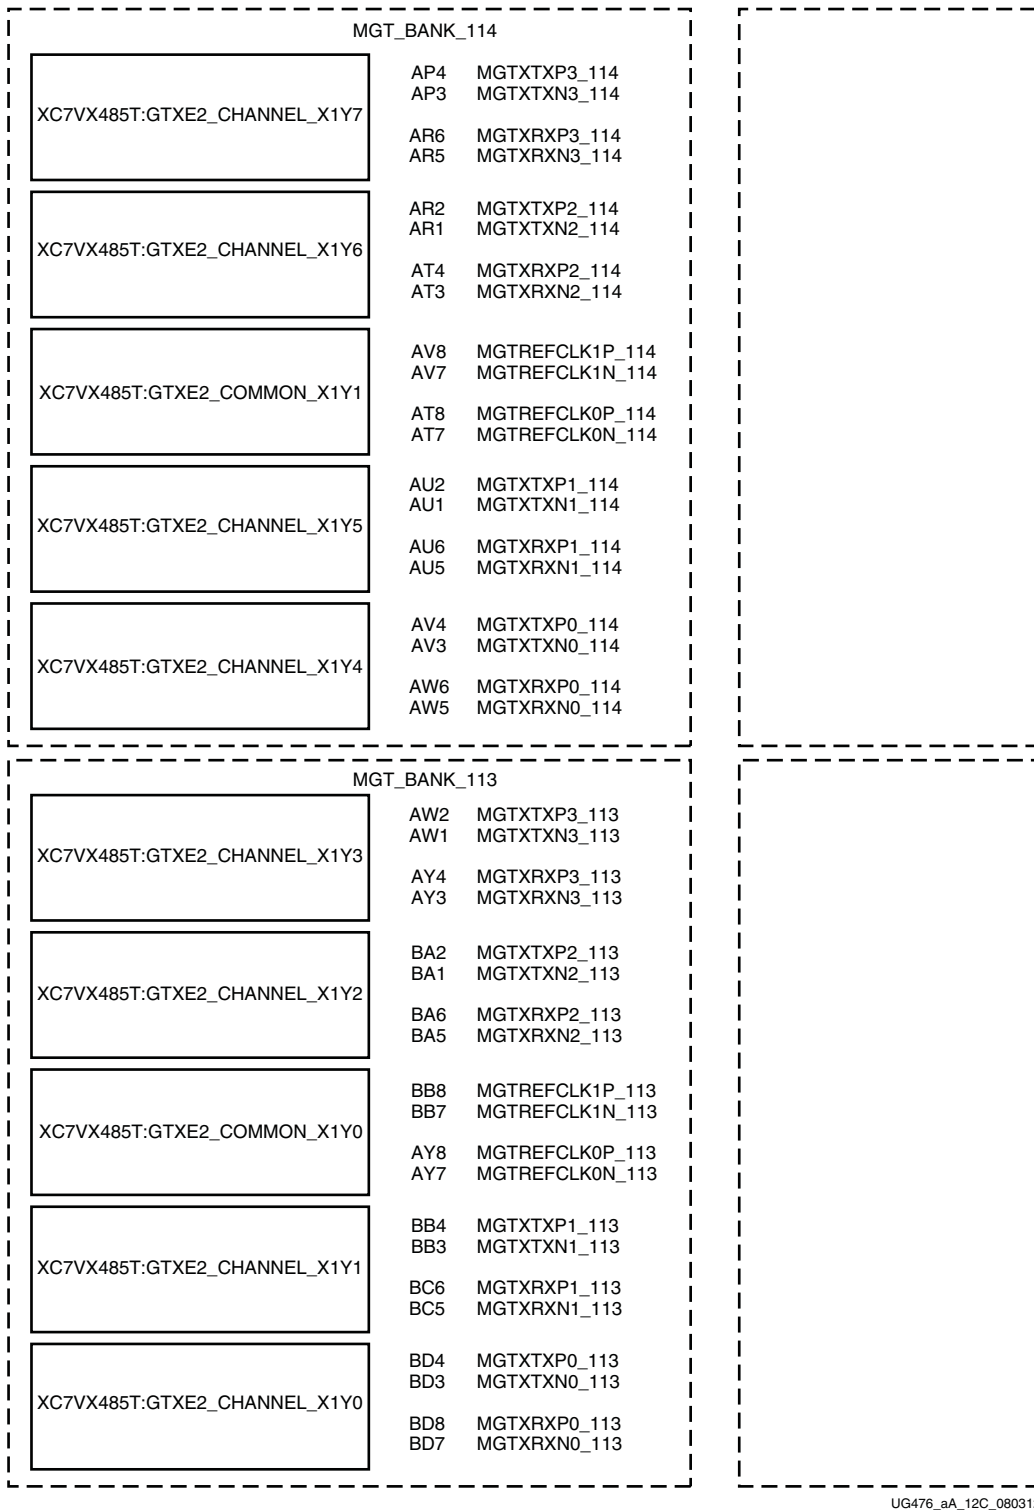 MGT_BANK_114
XC7VX485T:GTXE2_CHANNEL_X1Y7
AP4 MGTXTXP3_114
AP3 MGTXTXN3_114
AR6 MGTXRXP3_114
AR5 MGTXRXN3_114
XC7VX485T:GTXE2_CHANNEL_X1Y6
AR2 MGTXTXP2_114
AR1 MGTXTXN2_114
AT4 MGTXRXP2_114
AT3 MGTXRXN2_114
XC7VX485T:GTXE2_COMMON_X1Y1
AV8 MGTREFCLK1P_114
AV7 MGTREFCLK1N_114
AT8 MGTREFCLK0P_114
AT7 MGTREFCLK0N_114
XC7VX485T:GTXE2_CHANNEL_X1Y5
AU2 MGTXTXP1_114
AU1 MGTXTXN1_114
AU6 MGTXRXP1_114
AU5 MGTXRXN1_114
XC7VX485T:GTXE2_CHANNEL_X1Y4
AV4 MGTXTXP0_114
AV3 MGTXTXN0_114
AW6 MGTXRXP0_114
AW5 MGTXRXN0_114
MGT_BANK_113
XC7VX485T:GTXE2_CHANNEL_X1Y3
AW2 MGTXTXP3_113
AW1 MGTXTXN3_113
AY4 MGTXRXP3_113
AY3 MGTXRXN3_113
XC7VX485T:GTXE2_CHANNEL_X1Y2
BA2 MGTXTXP2_113
BA1 MGTXTXN2_113
BA6 MGTXRXP2_113
BA5 MGTXRXN2_113
XC7VX485T:GTXE2_COMMON_X1Y0
BB8 MGTREFCLK1P_113
BB7 MGTREFCLK1N_113
AY8 MGTREFCLK0P_113
AY7 MGTREFCLK0N_113
XC7VX485T:GTXE2_CHANNEL_X1Y1
BB4 MGTXTXP1_113
BB3 MGTXTXN1_113
BC6 MGTXRXP1_113
BC5 MGTXRXN1_113
XC7VX485T:GTXE2_CHANNEL_X1Y0
BD4 MGTXTXP0_113
BD3 MGTXTXN0_113
BD8 MGTXRXP0_113
BD7 MGTXRXN0_113